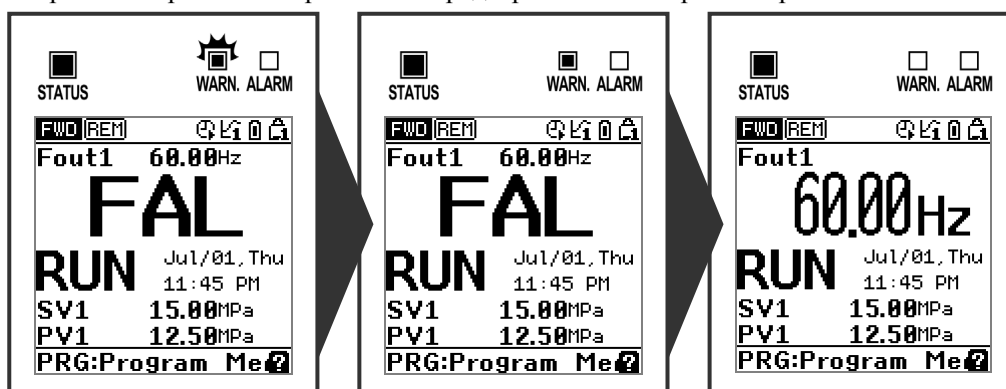 STATUS WARN. ALARM
FWD REM
Fout1 60.00Hz
FAL
RUN Jul/01,Thu
11:45 PM
SV1 15.00MPa
PV1 12.50MPa
PRG:Program Me?
STATUS WARN. ALARM
FWD REM
Fout1 60.00Hz
FAL
RUN Jul/01,Thu
11:45 PM
SV1 15.00MPa
PV1 12.50MPa
PRG:Program Me?
STATUS WARN. ALARM
FWD REM
Fout1
60.00Hz
RUN Jul/01,Thu
11:45 PM
SV1 15.00MPa
PV1 12.50MPa
PRG:Program Me?